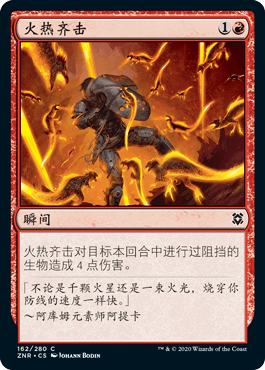 火热齐击 1
瞬间
火热齐击对目标本回合中进行过阻挡的
生物造成4点伤害。
「不论是千颗火星还是一束火光，烧穿你
防线的速度一样快。」
～阿库姆元素师阿提卡
162/280 C
ZNR • CS Johann Bodin
™ & © 2020 Wizards of the Coast